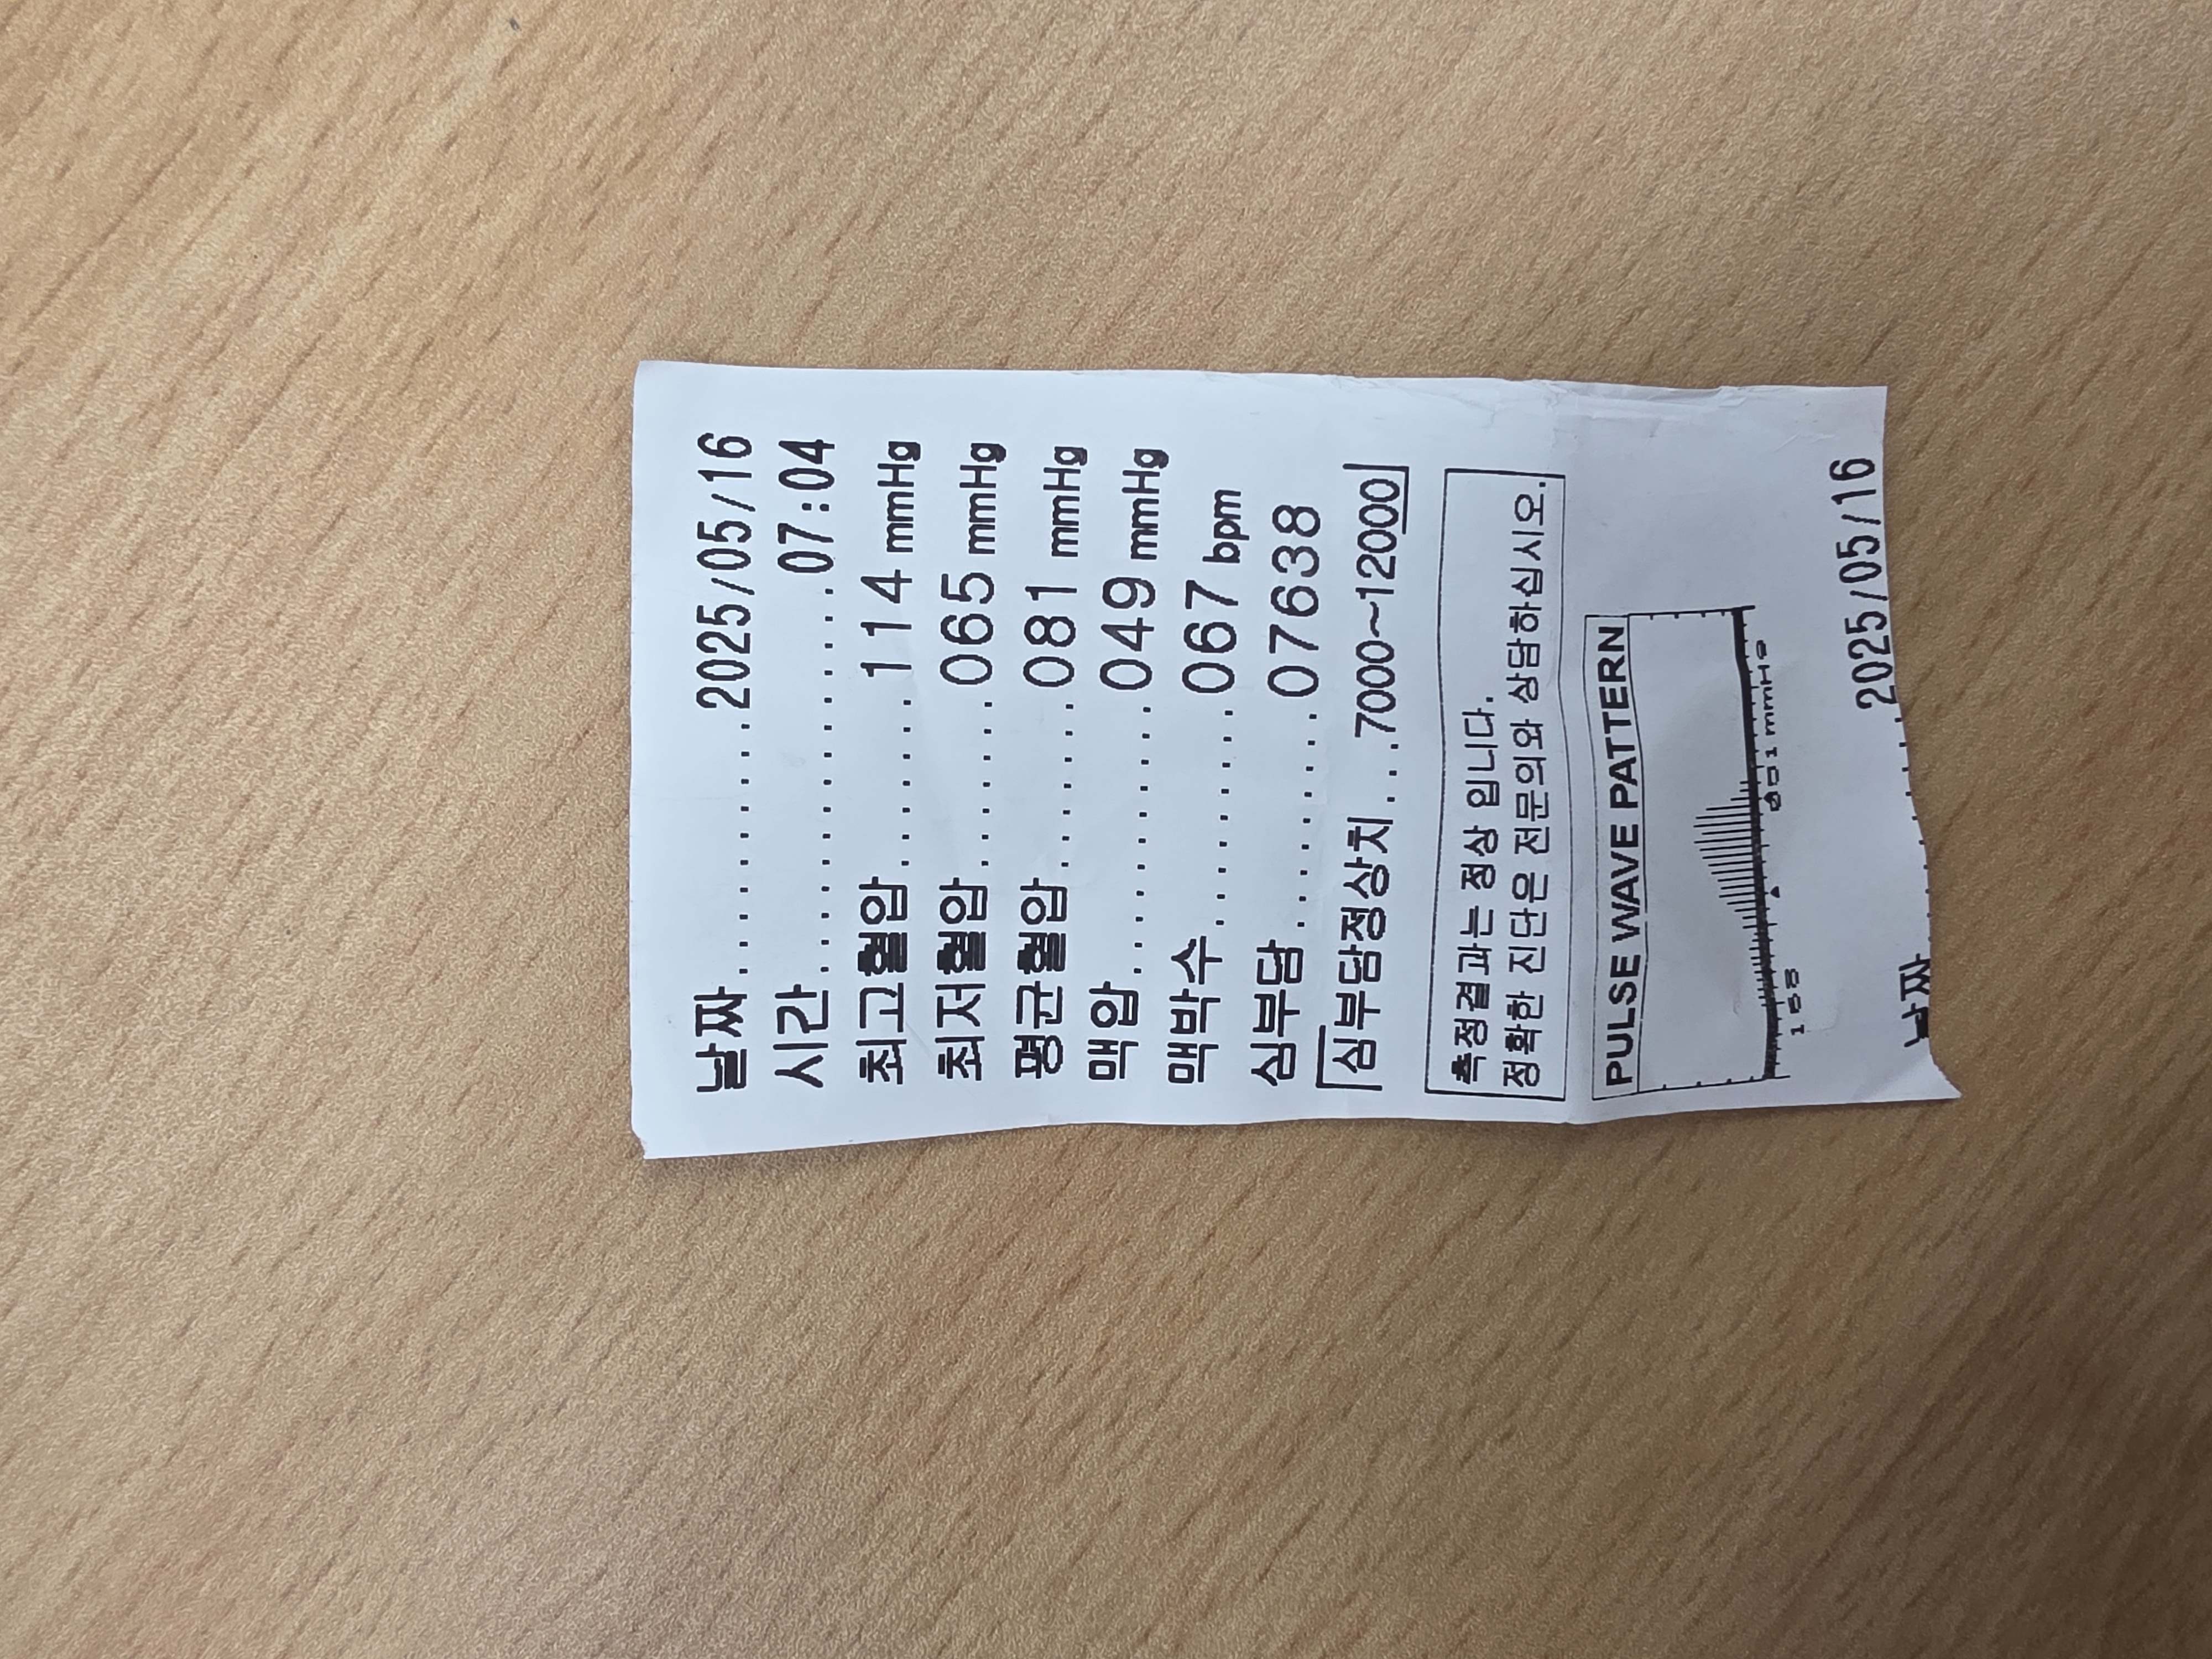 날짜..............2025/05/16
시간....................07:04
최고혈압.........114 mmHg
최저혈압.........065 mmHg
평균혈압.........081 mmHg
맥압..............049 mmHg
맥박수............067 bpm
심부담...........07638
심부담정상치....7000~12000
측정결과는 정상 입니다.
정확한 진단은 전문의와 상담하십시오.
PULSE WAVE PATTERN
2025/05/16
날짜